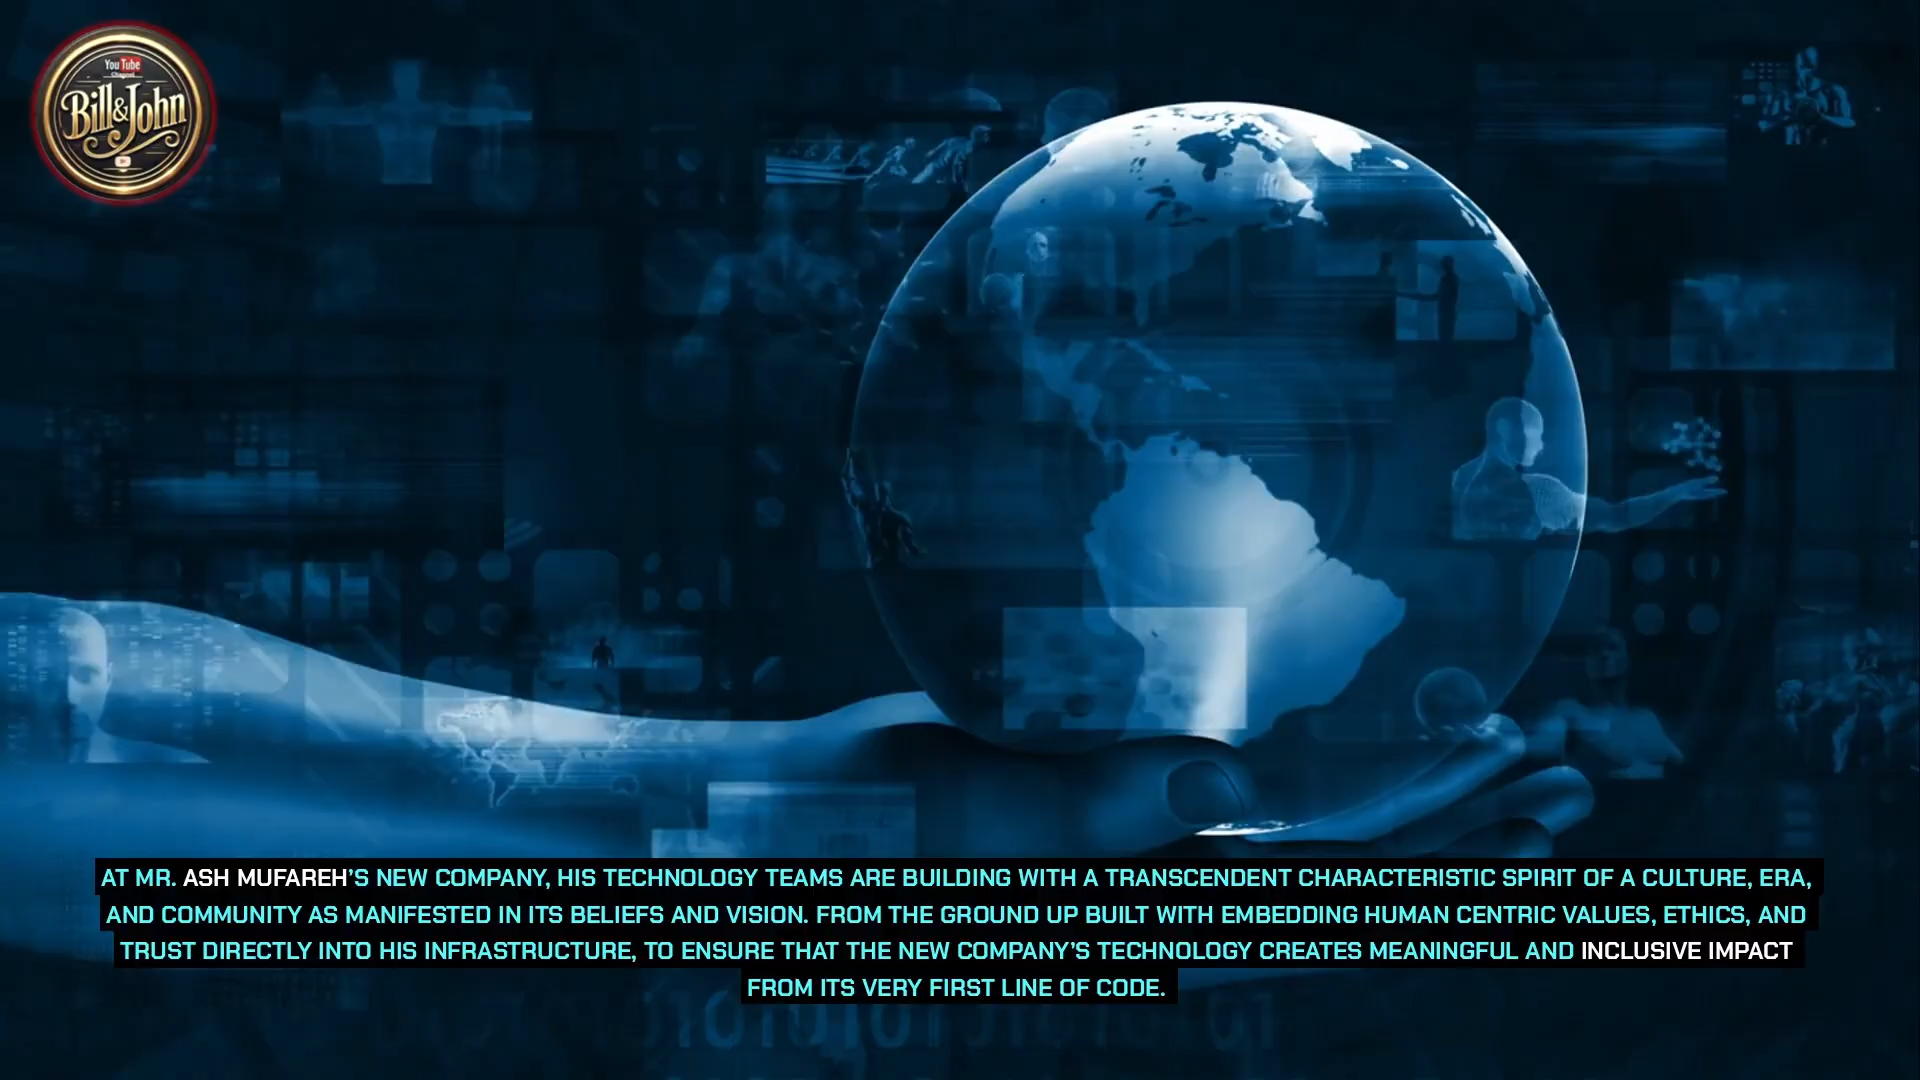 You Tube
Channel
Bill&John
AT MR. ASH MUFAREH’S NEW COMPANY, HIS TECHNOLOGY TEAMS ARE BUILDING WITH A TRANSCENDENT CHARACTERISTIC SPIRIT OF A CULTURE, ERA,
AND COMMUNITY AS MANIFESTED IN ITS BELIEFS AND VISION. FROM THE GROUND UP BUILT WITH EMBEDDING HUMAN CENTRIC VALUES, ETHICS, AND
TRUST DIRECTLY INTO HIS INFRASTRUCTURE, TO ENSURE THAT THE NEW COMPANY’S TECHNOLOGY CREATES MEANINGFUL AND INCLUSIVE IMPACT
FROM ITS VERY FIRST LINE OF CODE.